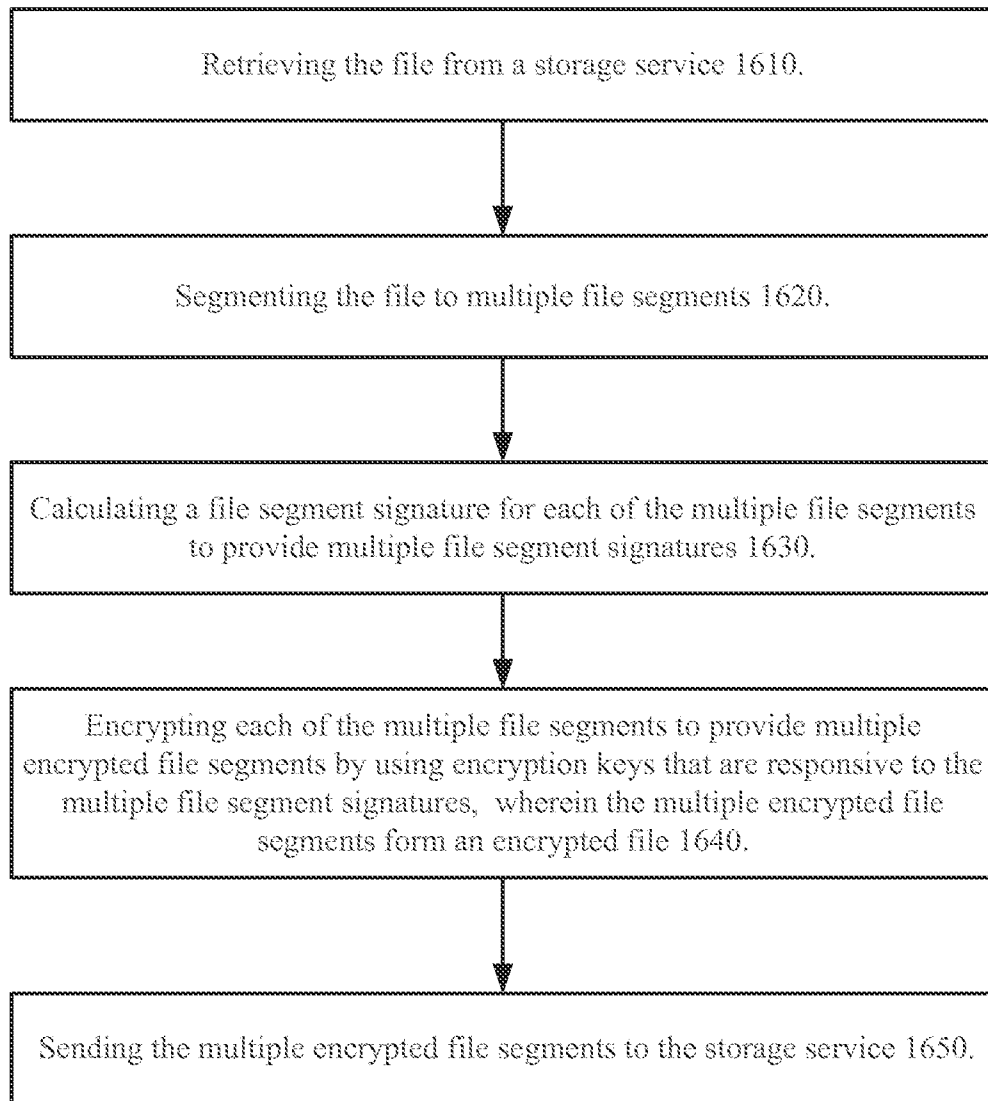 Retrieving the file from a storage service 1610.
Segmenting the file to multiple file segments 1620.
Calculating a file segment signature for each of the multiple file segments
to provide multiple file segment signatures 1630.
Encrypting each of the multiple file segments to provide multiple
encrypted file segments by using encryption keys that are responsive to the
multiple file segment signatures, wherein the multiple encrypted file
segments form an encrypted file 1640.
Sending the multiple encrypted file segments to the storage service 1650.